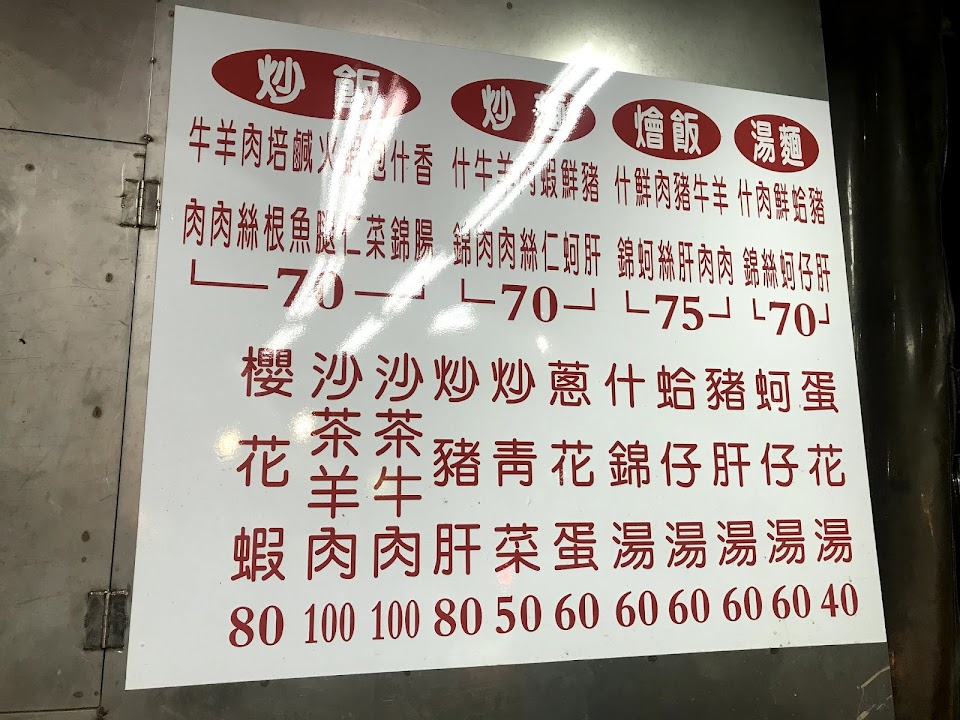 炒飯
牛肉
羊肉
肉絲
培根
鹹魚
火腿
蝦仁
泡菜
什錦
香腸
70
炒麵
什錦
牛肉
羊肉
肉絲
蝦仁
鮮蚵
豬肝
70
燴飯
什錦
鮮蚵
肉絲
豬肝
牛肉
羊肉
75
湯麵
什錦
肉絲
鮮蚵
蛤仔
豬肝
70
櫻花蝦 80
沙茶羊肉 100
沙茶牛肉 100
炒豬肝 80
炒青菜 50
蔥花蛋 60
什錦湯 60
蛤仔湯 60
豬肝湯 60
蚵仔湯 60
蛋花湯 40